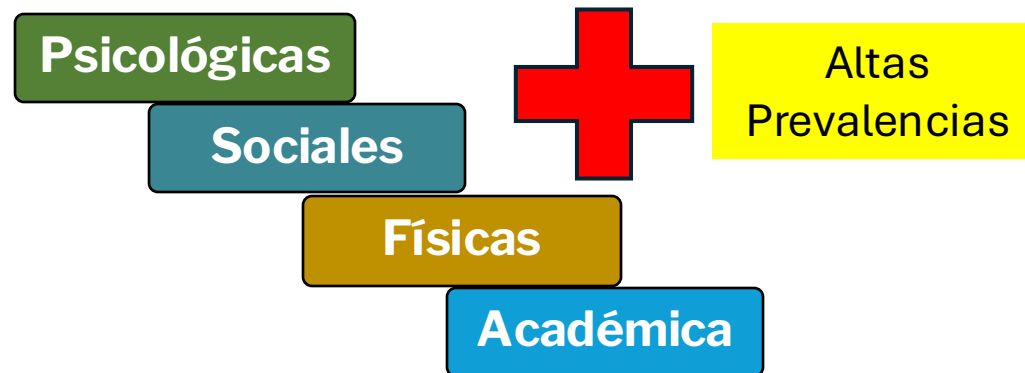 Psicológicas
Sociales
Físicas
Académica
Altas
Prevalencias